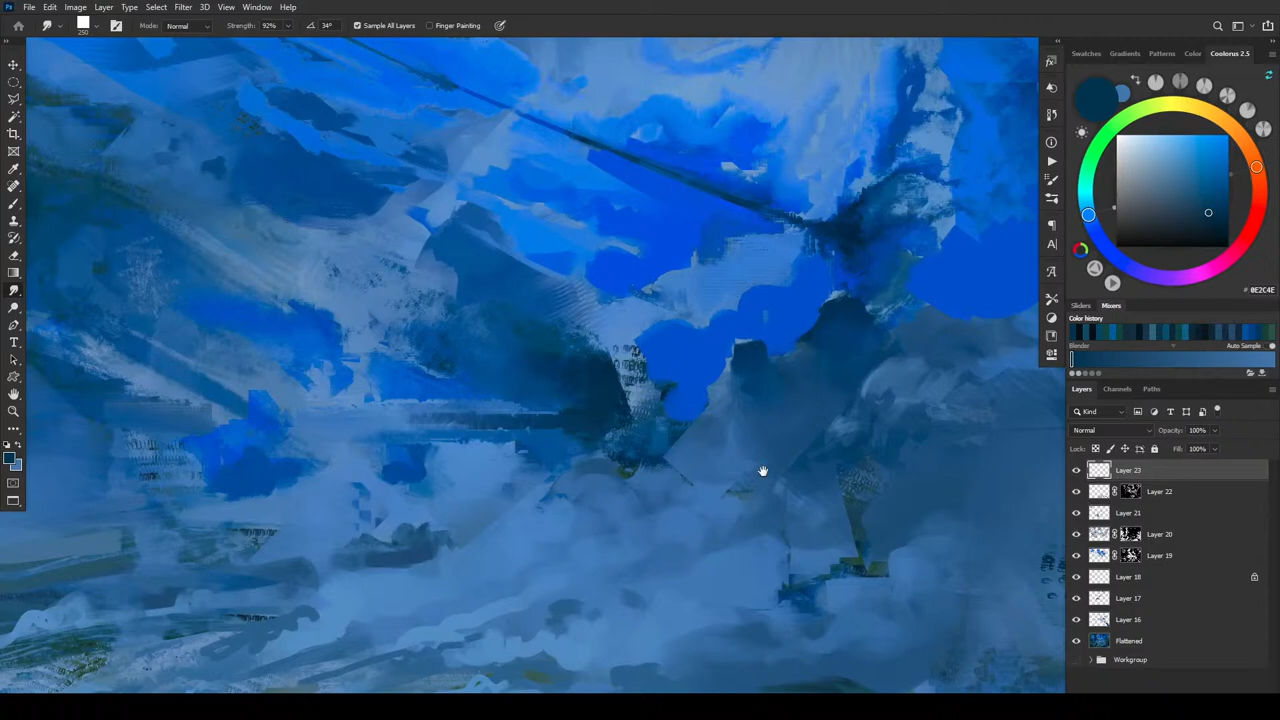 Ps File Edit Image Layer Type Select Filter 3D View Window Help
250 Mode: Normal Strength: 92% 34° Sample All Layers Finger Painting
Swatches Gradients Patterns Color Coolorus 2.5
# 0E2C4E
Sliders Mixers
Color history
Blender Auto Sample
Layers Channels Paths
Kind
Normal Opacity: 100%
Lock: Fill: 100%
Layer 23
Layer 22
Layer 21
Layer 20
Layer 19
Layer 18
Layer 17
Layer 16
Flattened
Workgroup